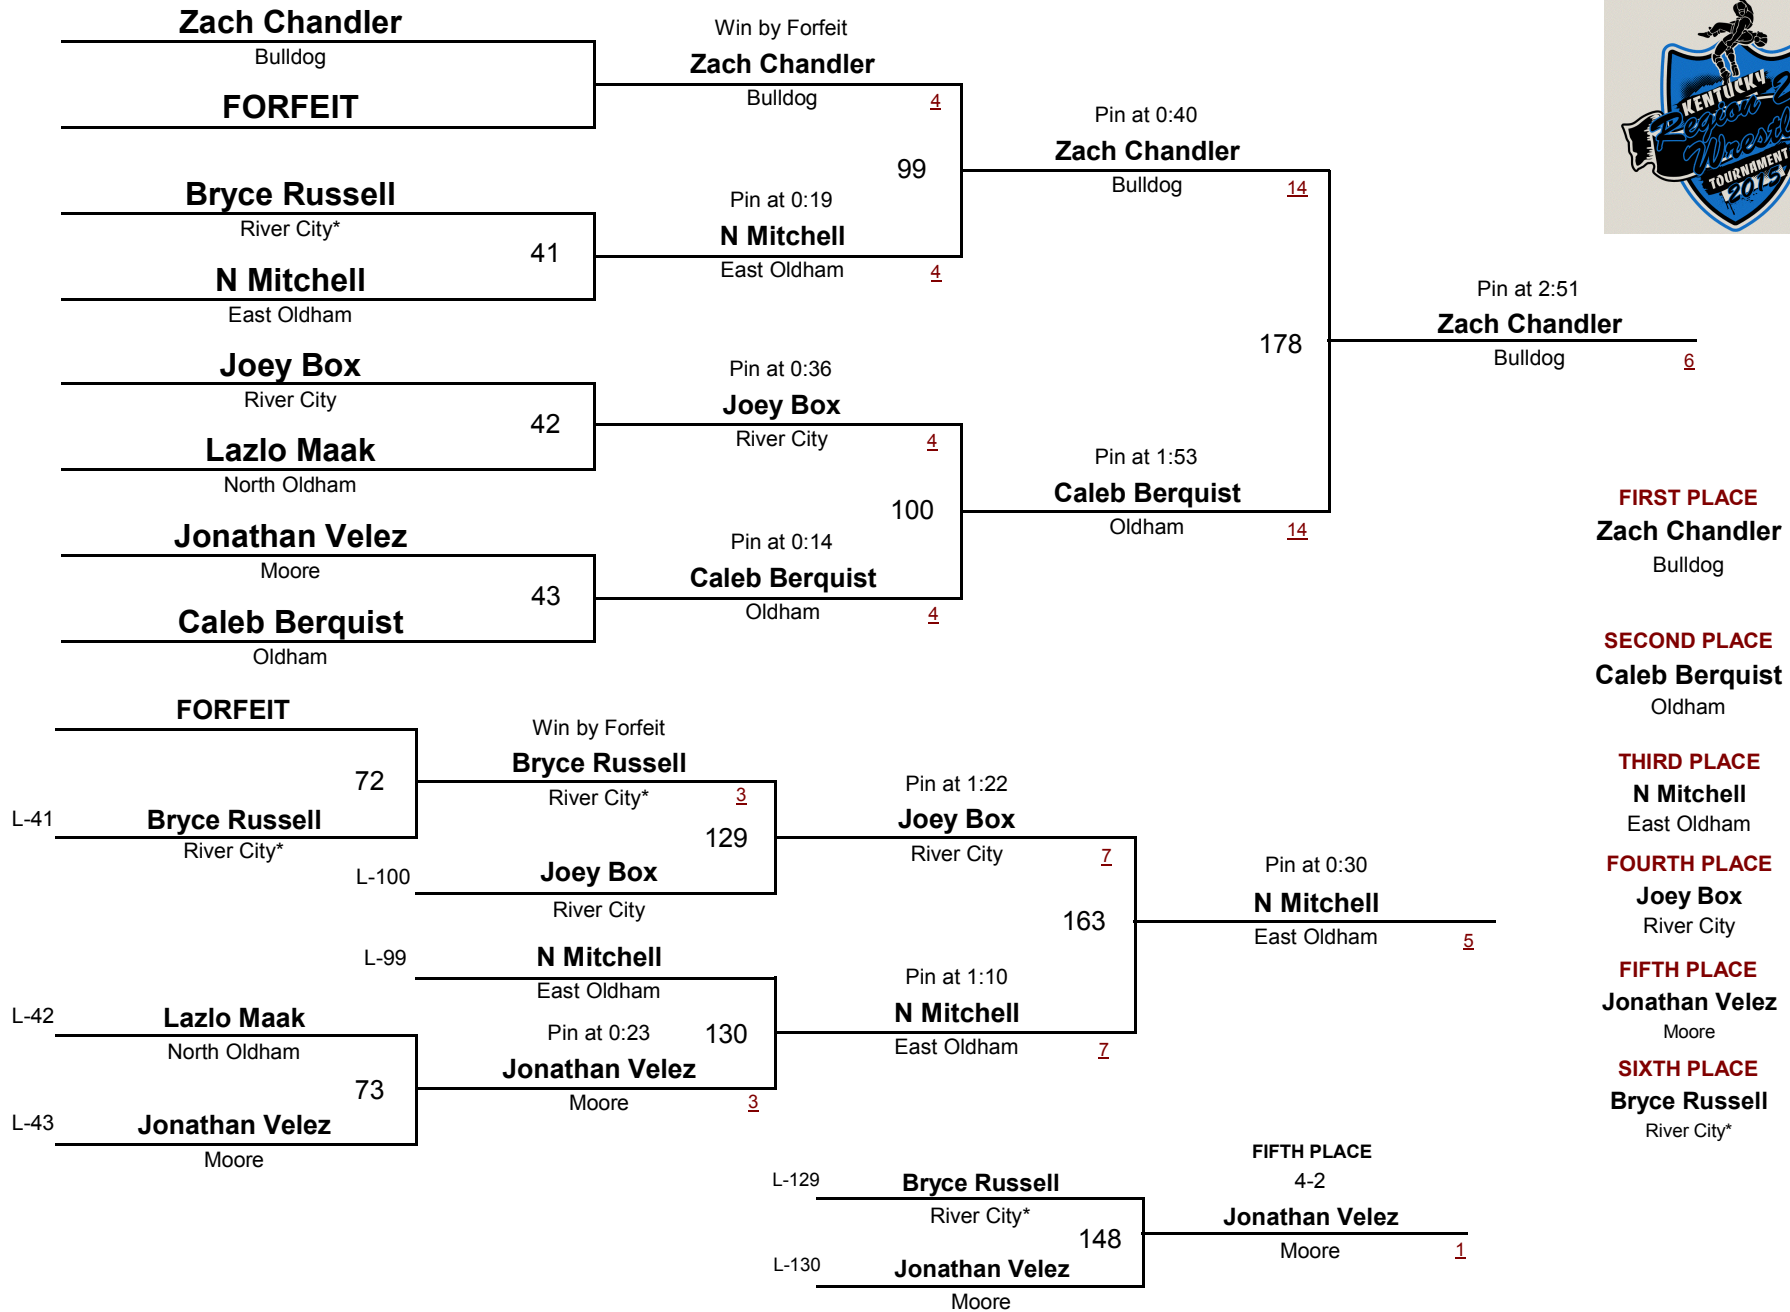 Zach Chandler
Bulldog
FORFEIT
Bryce Russell
River City*
41
N Mitchell
East Oldham
Joey Box
River City
42
Lazlo Maak
North Oldham
Jonathan Velez
Moore
43
Caleb Berquist
Oldham
Win by Forfeit
Zach Chandler
Bulldog
4
99
Pin at 0:19
N Mitchell
East Oldham
4
Pin at 0:36
Joey Box
River City
4
100
Pin at 0:14
Caleb Berquist
Oldham
4
Pin at 0:40
Zach Chandler
Bulldog
14
178
Pin at 1:53
Caleb Berquist
Oldham
14
Pin at 2:51
Zach Chandler
Bulldog
6
KENTUCKY
Region
TOURNAMENT
2015
FIRST PLACE
Zach Chandler
Bulldog
SECOND PLACE
Caleb Berquist
Oldham
THIRD PLACE
N Mitchell
East Oldham
FOURTH PLACE
Joey Box
River City
FIFTH PLACE
Jonathan Velez
Moore
SIXTH PLACE
Bryce Russell
River City*
FORFEIT
72
L-41
Bryce Russell
River City*
Win by Forfeit
Bryce Russell
River City*
3
129
L-100
Joey Box
River City
L-99
N Mitchell
East Oldham
L-42
Lazlo Maak
North Oldham
73
L-43
Jonathan Velez
Moore
Pin at 0:23
130
Jonathan Velez
Moore
3
Pin at 1:22
Joey Box
River City
7
163
Pin at 1:10
N Mitchell
East Oldham
7
Pin at 0:30
N Mitchell
East Oldham
5
L-129
Bryce Russell
River City*
148
L-130
Jonathan Velez
Moore
FIFTH PLACE
4-2
Jonathan Velez
Moore
1